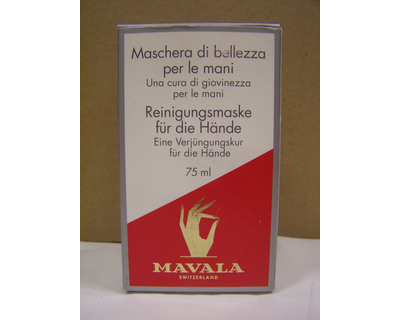 Maschera di bellezza
per le mani
Una cura di giovinezza
per le mani
Reinigungsmaske
für die Hände
Eine Verjüngungskur
für die Hände
75 ml
MAVALA
SWITZERLAND